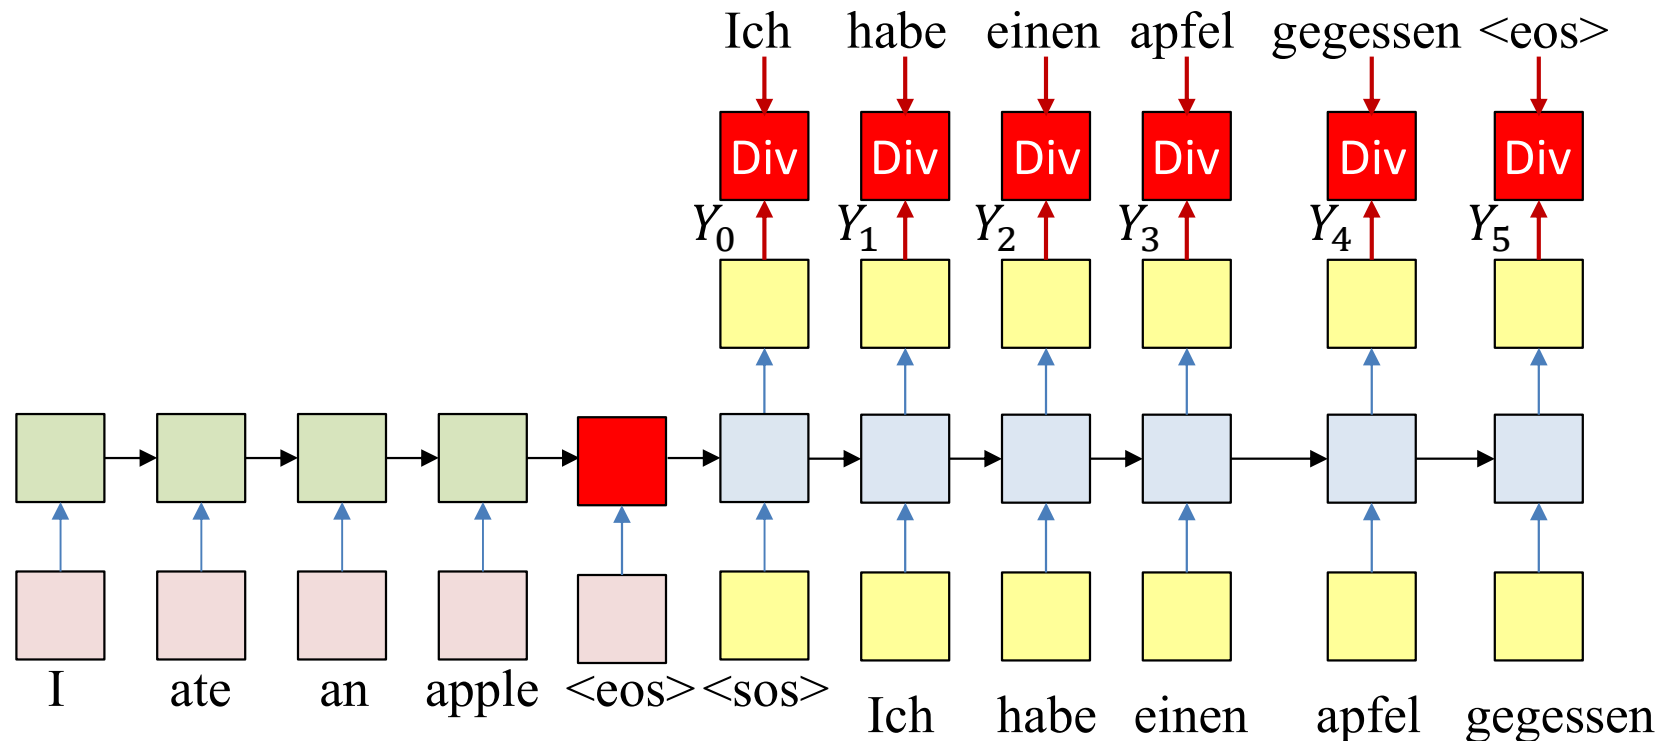 Ich habe einen apfel gegessen <eos>
Div Div Div Div Div Div
Y0 Y1 Y2 Y3 Y4 Y5
I ate an apple <eos> <sos>
Ich habe einen apfel gegessen